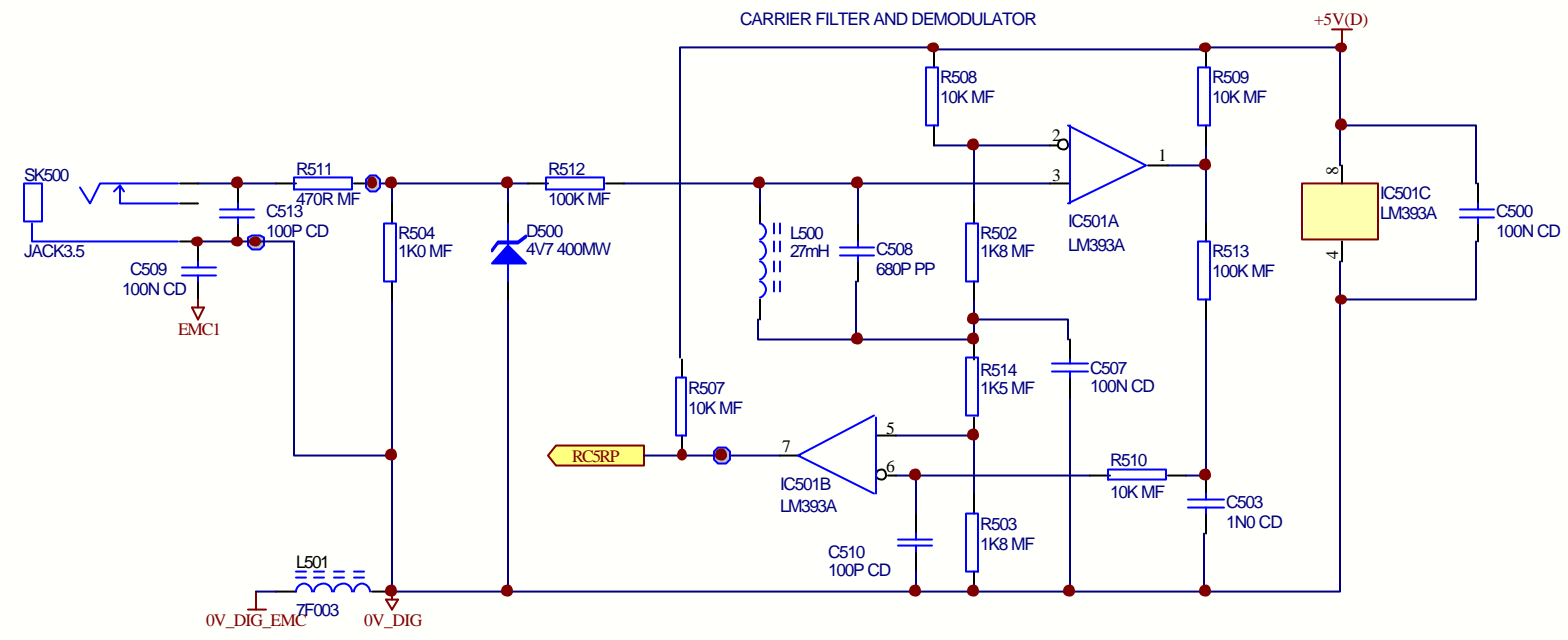 CARRIER FILTER AND DEMODULATOR
+5V(D)
R508
10K MF
R509
10K MF
2
3
1
IC501A
LM393A
SK500
JACK3.5
R511
470R MF
C513
100P CD
C509
100N CD
EMC1
R504
1K0 MF
D500
4V7 400MW
R512
100K MF
L500
27mH
C508
680P PP
R502
1K8 MF
R513
100K MF
8
IC501C
LM393A
4
C500
100N CD
R514
1K5 MF
C507
100N CD
R507
10K MF
RC5RP
7
5
6
IC501B
LM393A
R510
10K MF
C503
1N0 CD
R503
1K8 MF
C510
100P CD
L501
7F003
0V_DIG_EMC
0V_DIG